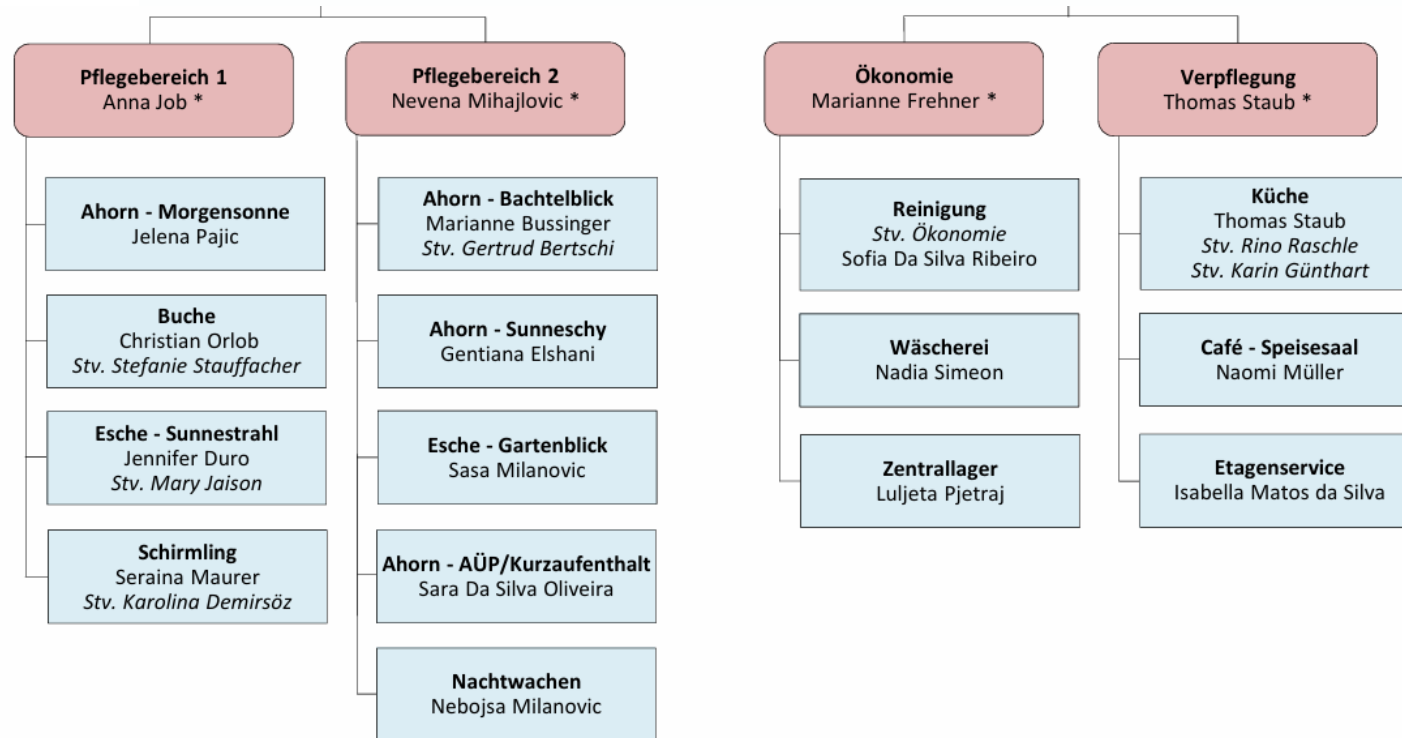 Pflegebereich 1
Anna Job *
Pflegebereich 2
Nevena Mihajlovic *
Ökonomie
Marianne Frehner *
Verpflegung
Thomas Staub *
Ahorn - Morgensonne
Jelena Pajic
Buche
Christian Orlob
Stv. Stefanie Stauffacher
Esche - Sunnestrahl
Jennifer Duro
Stv. Mary Jaison
Schirmling
Seraina Maurer
Stv. Karolina Demirsöz
Ahorn - Bachtelblick
Marianne Bussinger
Stv. Gertrud Bertschi
Ahorn - Sunneschy
Gentiana Elshani
Esche - Gartenblick
Sasa Milanovic
Ahorn - AÜP/Kurzaufenthalt
Sara Da Silva Oliveira
Nachtwachen
Nebojsa Milanovic
Reinigung
Stv. Ökonomie
Sofia Da Silva Ribeiro
Wäscherei
Nadia Simeon
Zentrallager
Luljeta Pjetraj
Küche
Thomas Staub
Stv. Rino Raschle
Stv. Karin Günthart
Café - Speisesaal
Naomi Müller
Etagenservice
Isabella Matos da Silva